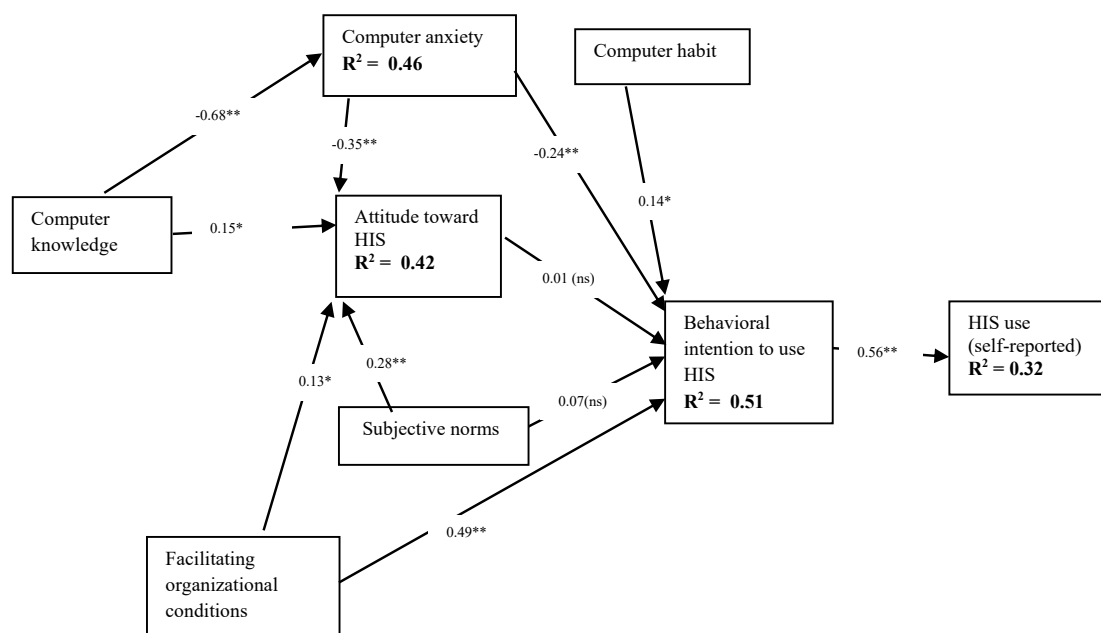 Computer anxiety
R² = 0.46
Computer habit
-0.68**
-0.35**
-0.24**
0.14*
Computer
knowledge
0.15*
Attitude toward
HIS
R² = 0.42
0.01 (ns)
Behavioral
intention to use
HIS
R² = 0.51
0.56**
HIS use
(self-reported)
R² = 0.32
0.13*
0.28**
0.07(ns)
Subjective norms
0.49**
Facilitating
organizational
conditions